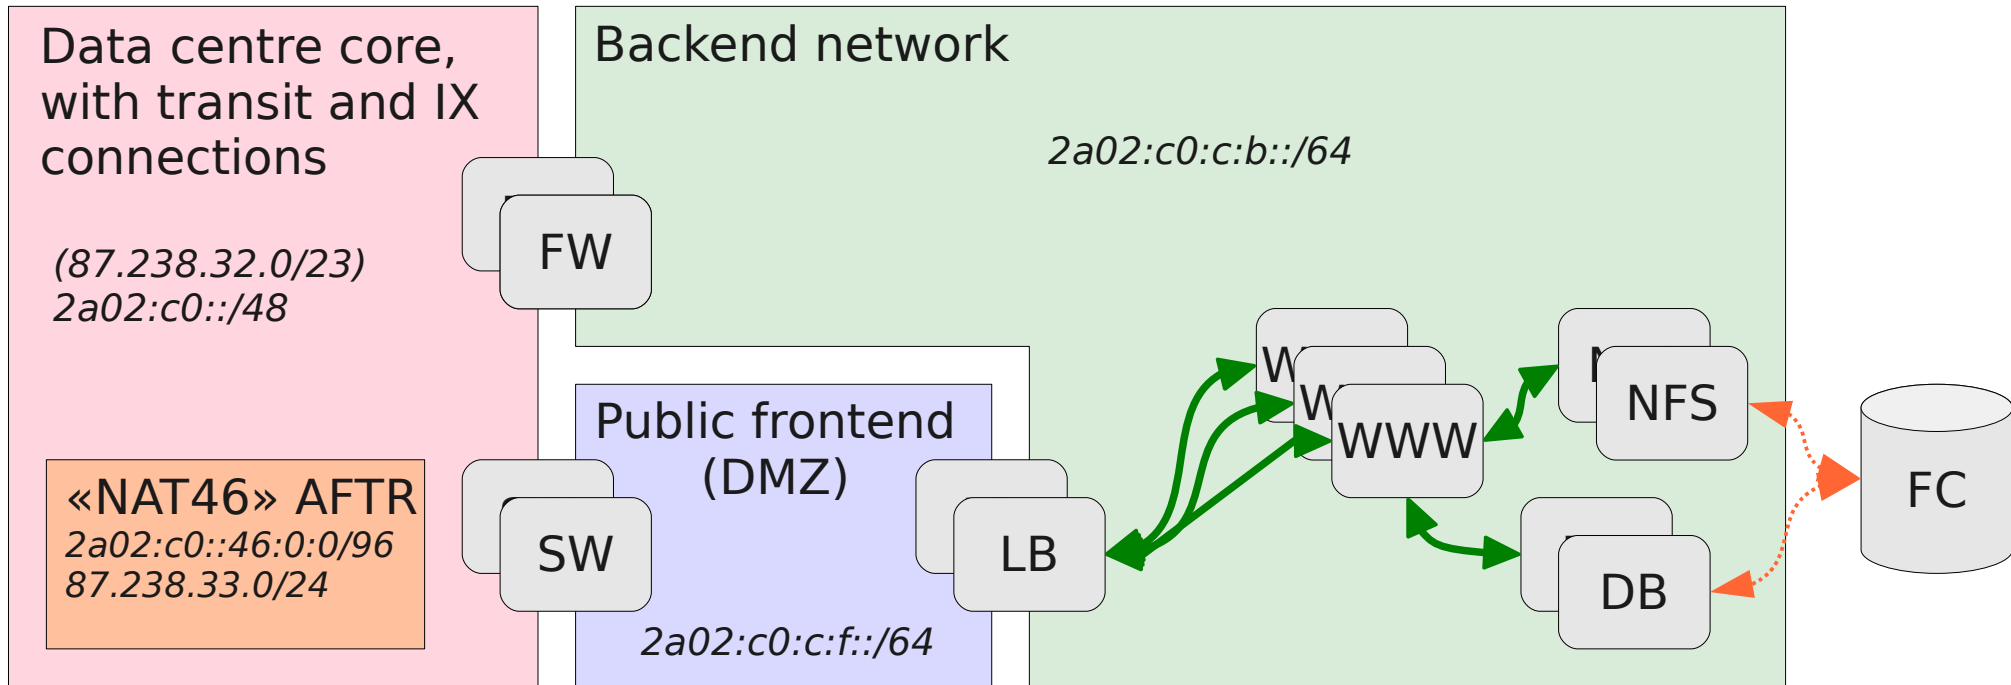 Data centre core,
with transit and IX
connections
(87.238.32.0/23)
2a02:c0::/48
«NAT46» AFTR
2a02:c0::46:0:0/96
87.238.33.0/24
Backend network
2a02:c0:c:b::/64
FW
Public frontend
(DMZ)
SW
LB
2a02:c0:c:f::/64
W
W
WWW
NFS
DB
FC